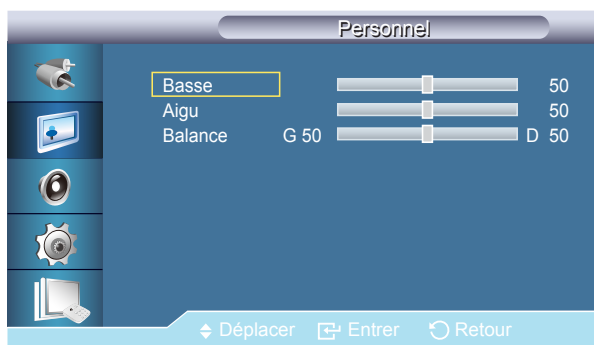 Personnel
Basse 50
Aigu 50
Balance G 50 D 50
Déplacer Entrer Retour